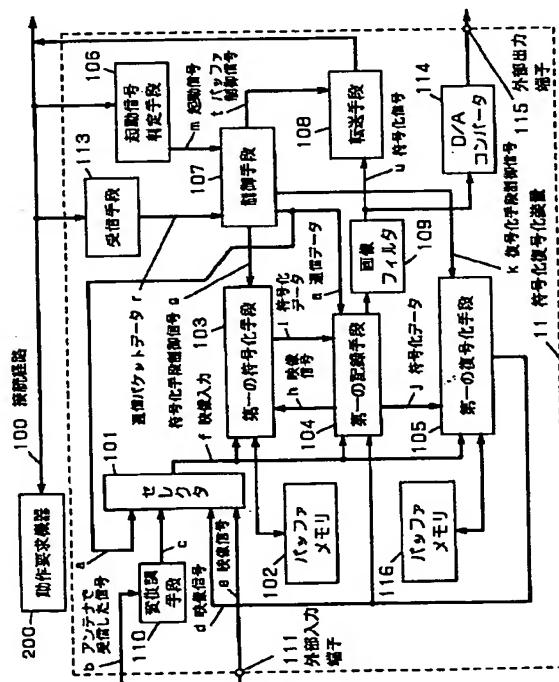 100 接続経路
200 動作要求機器
113 受信手段
106 起動信号判定手段
m 起動信号
t バッファ制御信号
r 通信パケットデータ
107 制御手段
g 符号化手段制御信号
108 転送手段
u 符号化信号
109 画像フィルタ
114 D/Aコンバータ
115 外部出力端子
n 通信データ
103 第一の符号化手段
i 符号化データ
h 映像信号
104 第一の記録手段
j 符号化データ
105 第一の復号化手段
k 復号化手段制御信号
11 符号化復号化装置
f 映像入力
101 セレクタ
102 バッファメモリ
116 バッファメモリ
a
b アンテナで受信した信号
110 変復調手段
c
d 映像信号
e 映像信号
111 外部入力端子